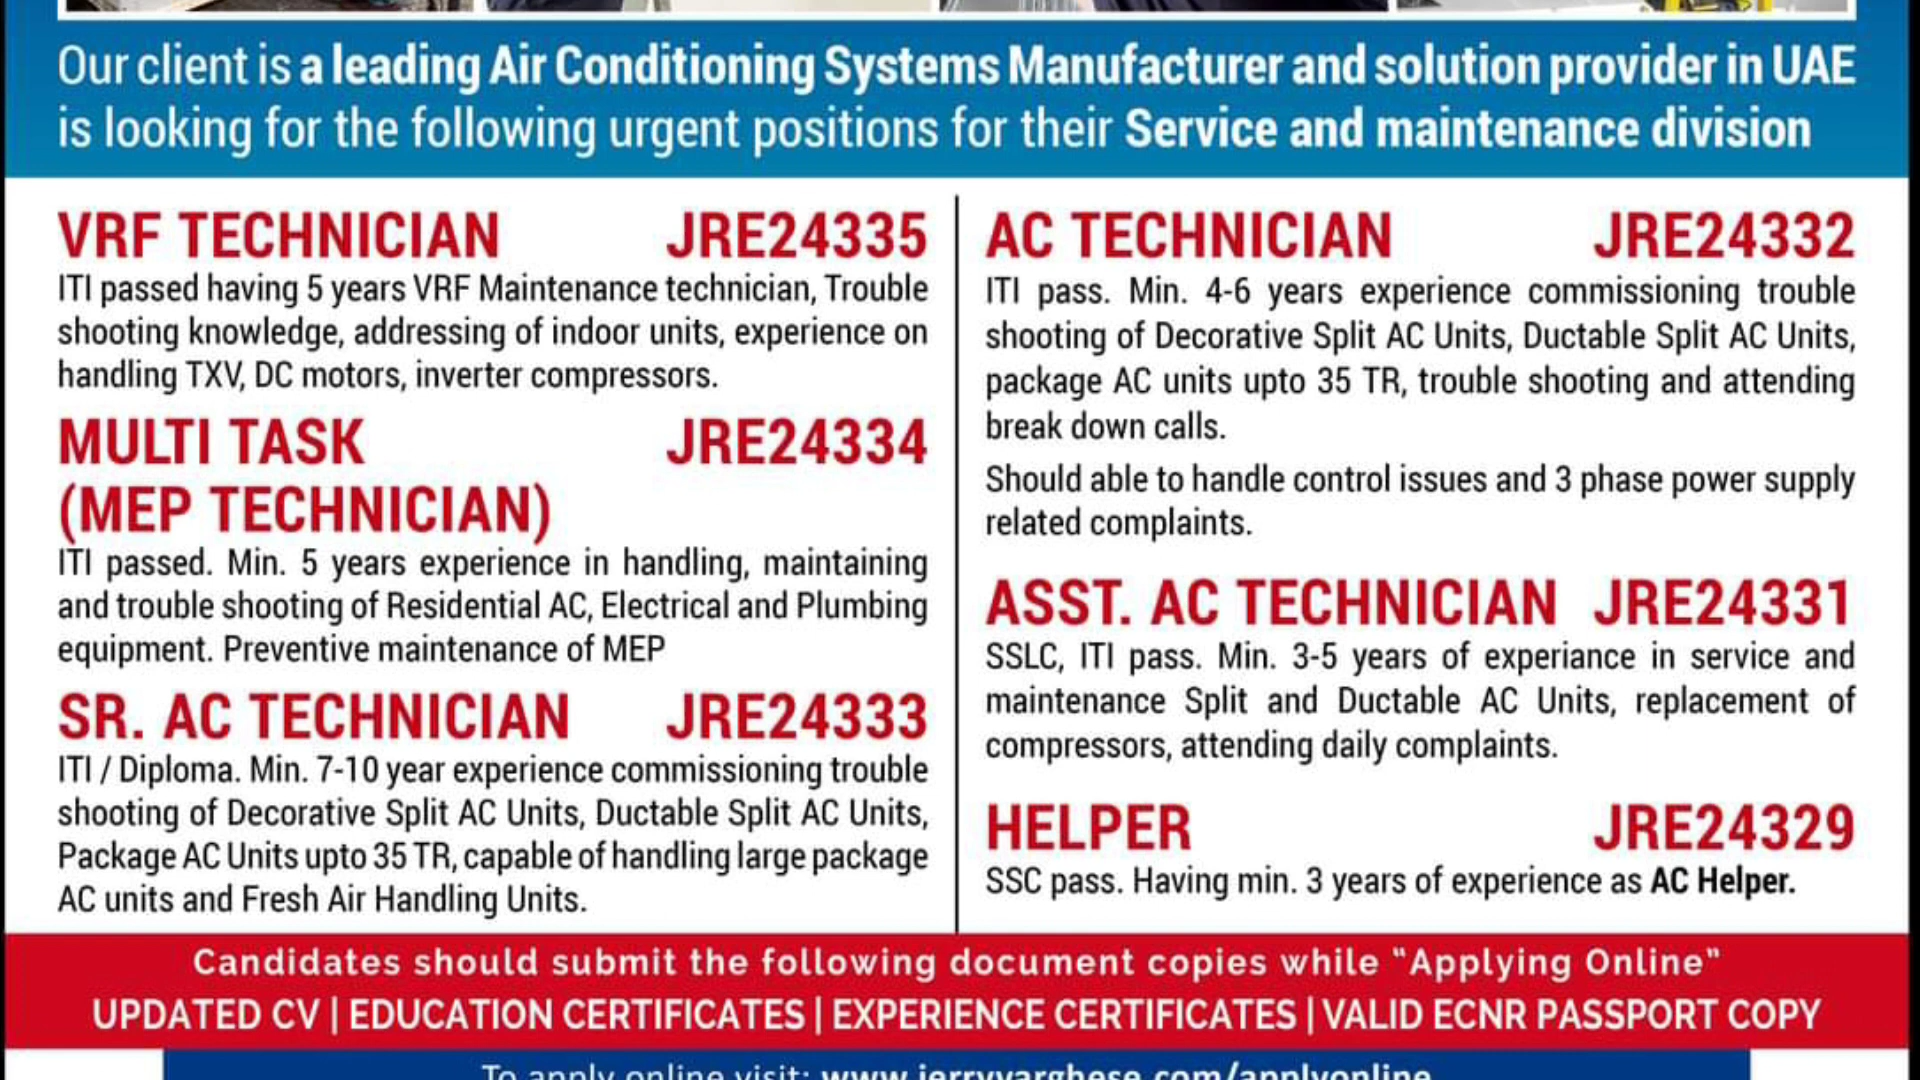 Our client is a leading Air Conditioning Systems Manufacturer and solution provider in UAE
is looking for the following urgent positions for their Service and maintenance division
VRF TECHNICIAN JRE24335
ITI passed having 5 years VRF Maintenance technician, Trouble
shooting knowledge, addressing of indoor units, experience on
handling TXV, DC motors, inverter compressors.
MULTI TASK JRE24334
(MEP TECHNICIAN)
ITI passed. Min. 5 years experience in handling, maintaining
and trouble shooting of Residential AC, Electrical and Plumbing
equipment. Preventive maintenance of MEP
SR. AC TECHNICIAN JRE24333
ITI / Diploma. Min. 7-10 year experience commissioning trouble
shooting of Decorative Split AC Units, Ductable Split AC Units,
Package AC Units upto 35 TR, capable of handling large package
AC units and Fresh Air Handling Units.
AC TECHNICIAN JRE24332
ITI pass. Min. 4-6 years experience commissioning trouble
shooting of Decorative Split AC Units, Ductable Split AC Units,
package AC units upto 35 TR, trouble shooting and attending
break down calls.
Should able to handle control issues and 3 phase power supply
related complaints.
ASST. AC TECHNICIAN JRE24331
SSLC, ITI pass. Min. 3-5 years of experiance in service and
maintenance Split and Ductable AC Units, replacement of
compressors, attending daily complaints.
HELPER JRE24329
SSC pass. Having min. 3 years of experience as AC Helper.
Candidates should submit the following document copies while "Applying Online"
UPDATED CV | EDUCATION CERTIFICATES | EXPERIENCE CERTIFICATES | VALID ECNR PASSPORT COPY
To apply online visit: www.jerryvarghese.com/applyonline